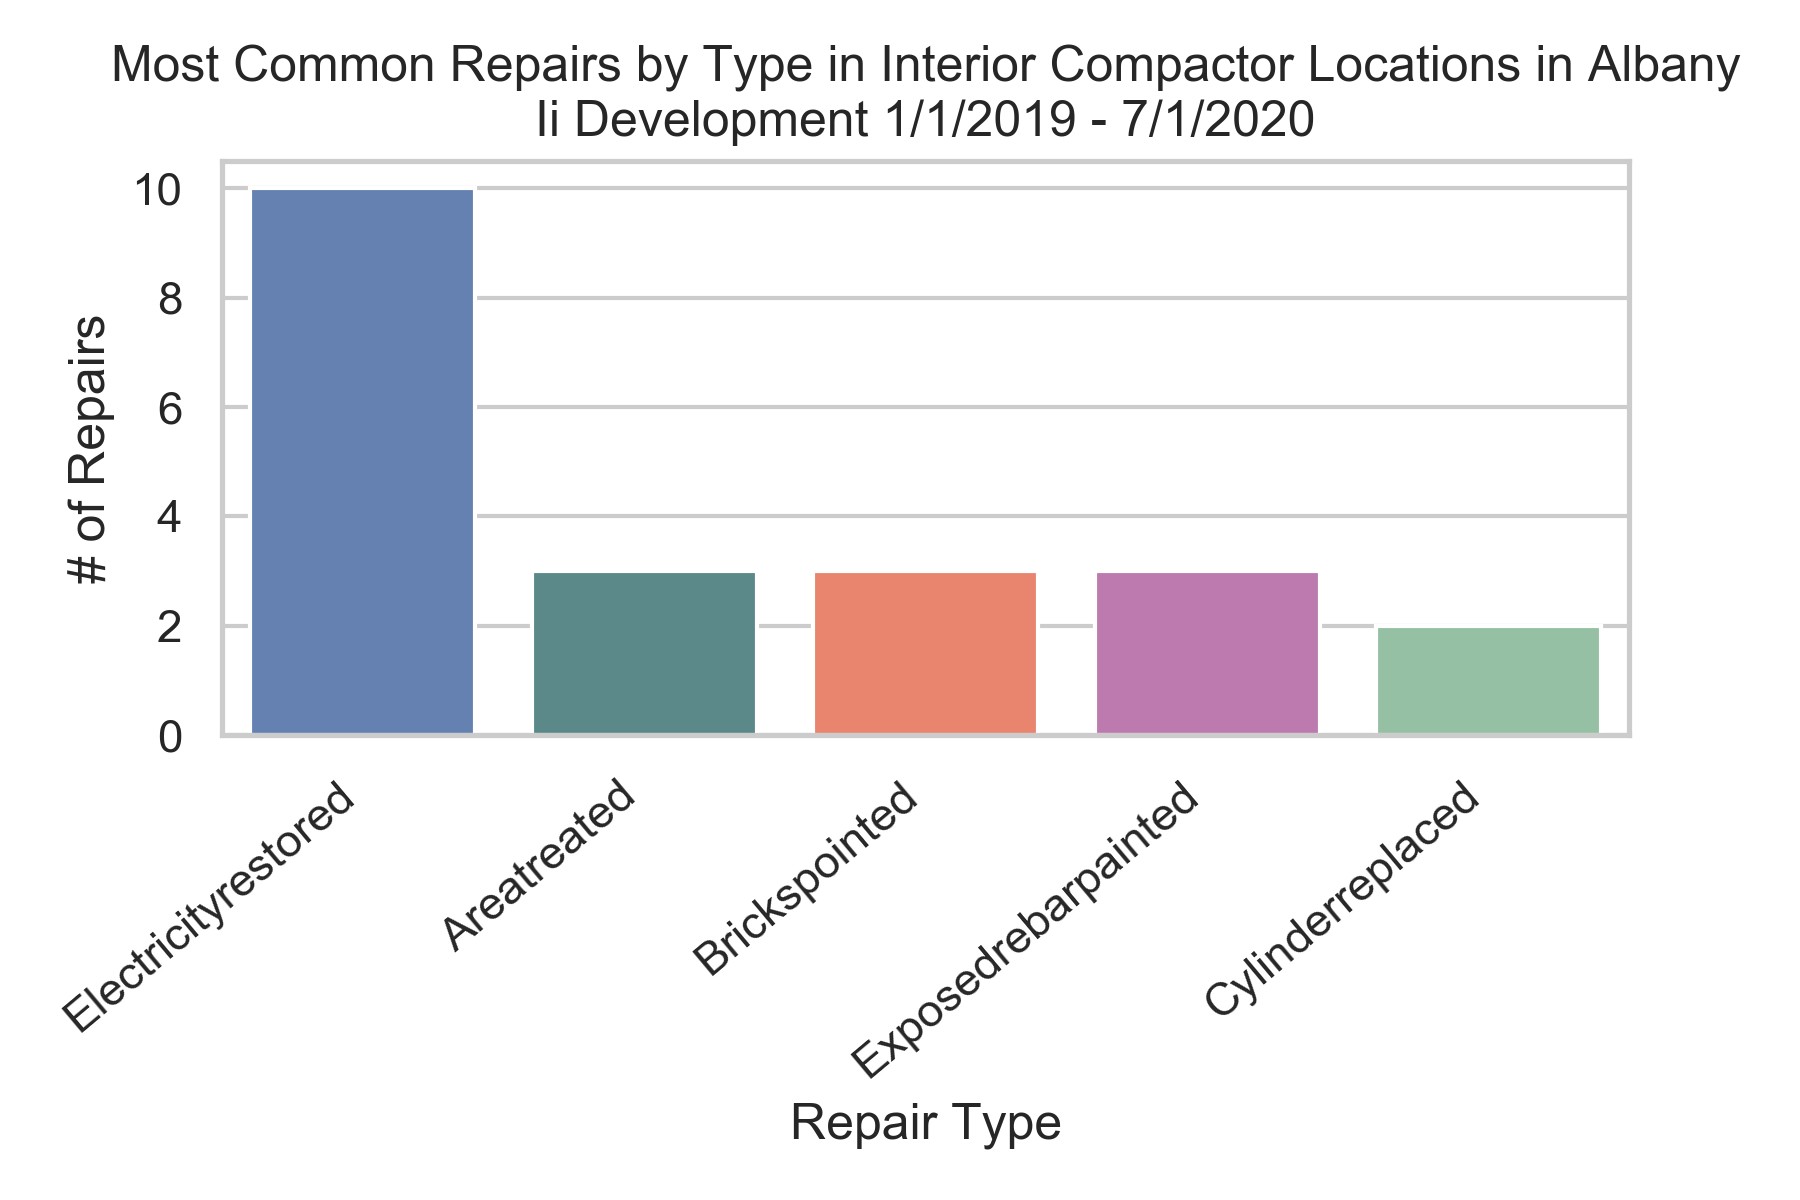 Most Common Repairs by Type in Interior Compactor Locations in Albany
Ii Development 1/1/2019 - 7/1/2020
10
8
6
4
2
0
# of Repairs
Electricityrestored
Areatreated
Brickspointed
Exposedrebarpainted
Cylinderreplaced
Repair Type